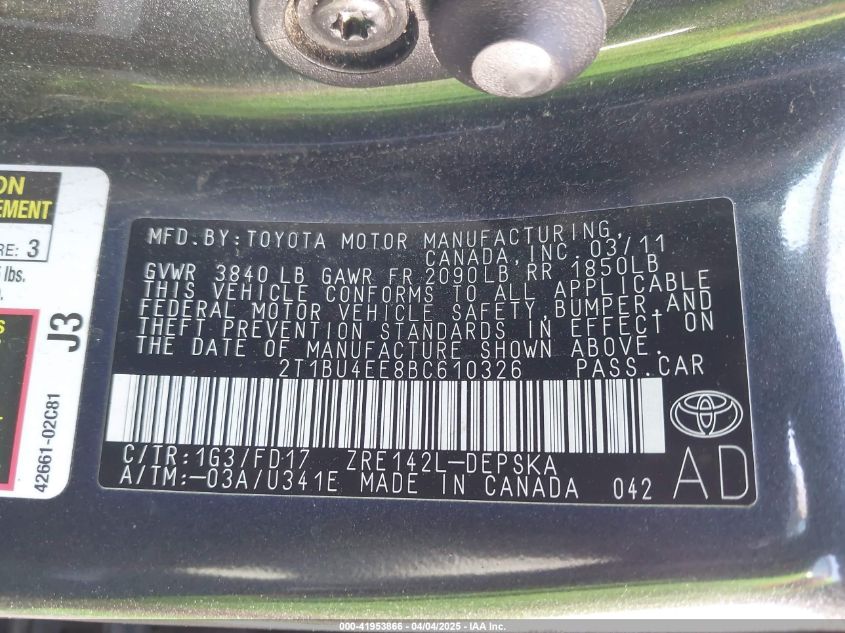 ON
EMENT
RE: 3
lbs.
J3
42661-02C81
MFD.BY:TOYOTA MOTOR MANUFACTURING,
CANADA, INC. 03/11
GVWR 3840 LB GAWR FR 2090LB RR 1850LB
THIS VEHICLE CONFORMS TO ALL APPLICABLE
FEDERAL MOTOR VEHICLE SAFETY,BUMPER,AND
THEFT PREVENTION STANDARDS IN EFFECT ON
THE DATE OF MANUFACTURE SHOWN ABOVE.
2T1BU4EE8BC610326 PASS.CAR
C/TR:1G3/FD17 ZRE142L-DEPSKA
A/TM:-03A/U341E MADE IN CANADA 042
AD
000-41953866 - 04/04/2025 - IAA Inc.